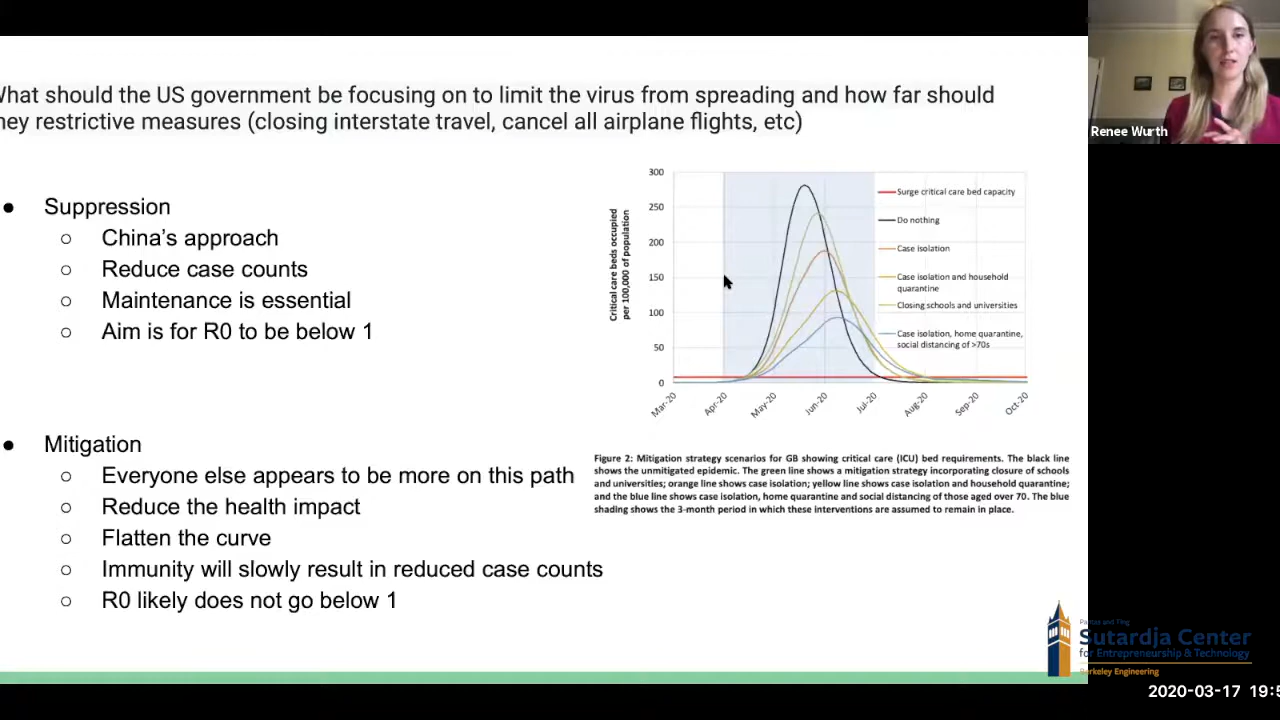 What should the US government be focusing on to limit the virus from spreading and how far should
hey restrictive measures (closing interstate travel, cancel all airplane flights, etc)
● Suppression
○ China's approach
○ Reduce case counts
○ Maintenance is essential
○ Aim is for R0 to be below 1
● Mitigation
○ Everyone else appears to be more on this path
○ Reduce the health impact
○ Flatten the curve
○ Immunity will slowly result in reduced case counts
○ R0 likely does not go below 1
Critical care beds occupied
per 100,000 of population
300
250
200
150
100
50
0
Mar-20
Apr-20
May-20
Jun-20
Jul-20
Aug-20
Sep-20
Oct-20
Surge critical care bed capacity
Do nothing
Case isolation
Case isolation and household
quarantine
Closing schools and universities
Case isolation, home quarantine,
social distancing of >70s
Figure 2: Mitigation strategy scenarios for GB showing critical care (ICU) bed requirements. The black line
shows the unmitigated epidemic. The green line shows a mitigation strategy incorporating closure of schools
and universities; orange line shows case isolation; yellow line shows case isolation and household quarantine;
and the blue line shows case isolation, home quarantine and social distancing of those aged over 70. The blue
shading shows the 3-month period in which these interventions are assumed to remain in place.
Renee Wurth
Sutardja Center
for Entrepreneurship & Technology
Berkeley Engineering
2020-03-17 19:5